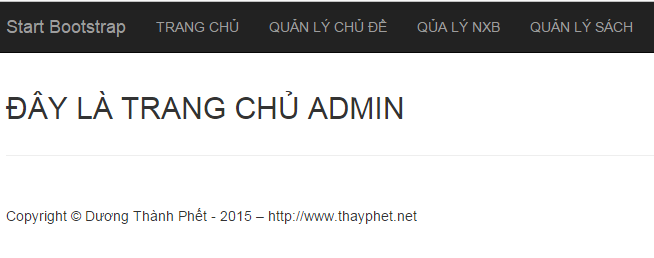 Start Bootstrap TRANG CHỦ QUẢN LÝ CHỦ ĐỀ QỦA LÝ NXB QUẢN LÝ SÁCH
ĐÂY LÀ TRANG CHỦ ADMIN
Copyright © Dương Thành Phết - 2015 – http://www.thayphet.net